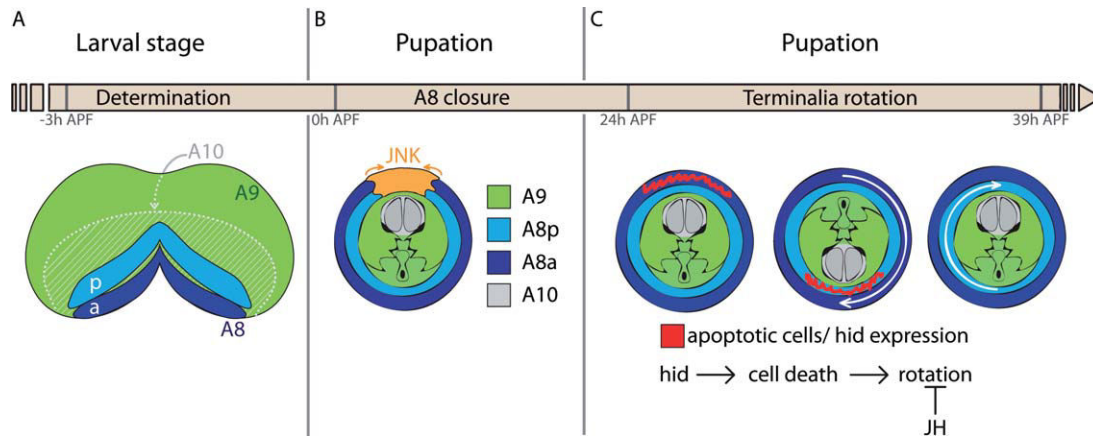 A
B
C
Larval stage
Pupation
Pupation
Determination
A8 closure
Terminalia rotation
-3h APF
0h APF
24h APF
39h APF
A10
A9
p
a
A8
JNK
A9
A8p
A8a
A10
apoptotic cells/ hid expression
hid cell death rotation
JH